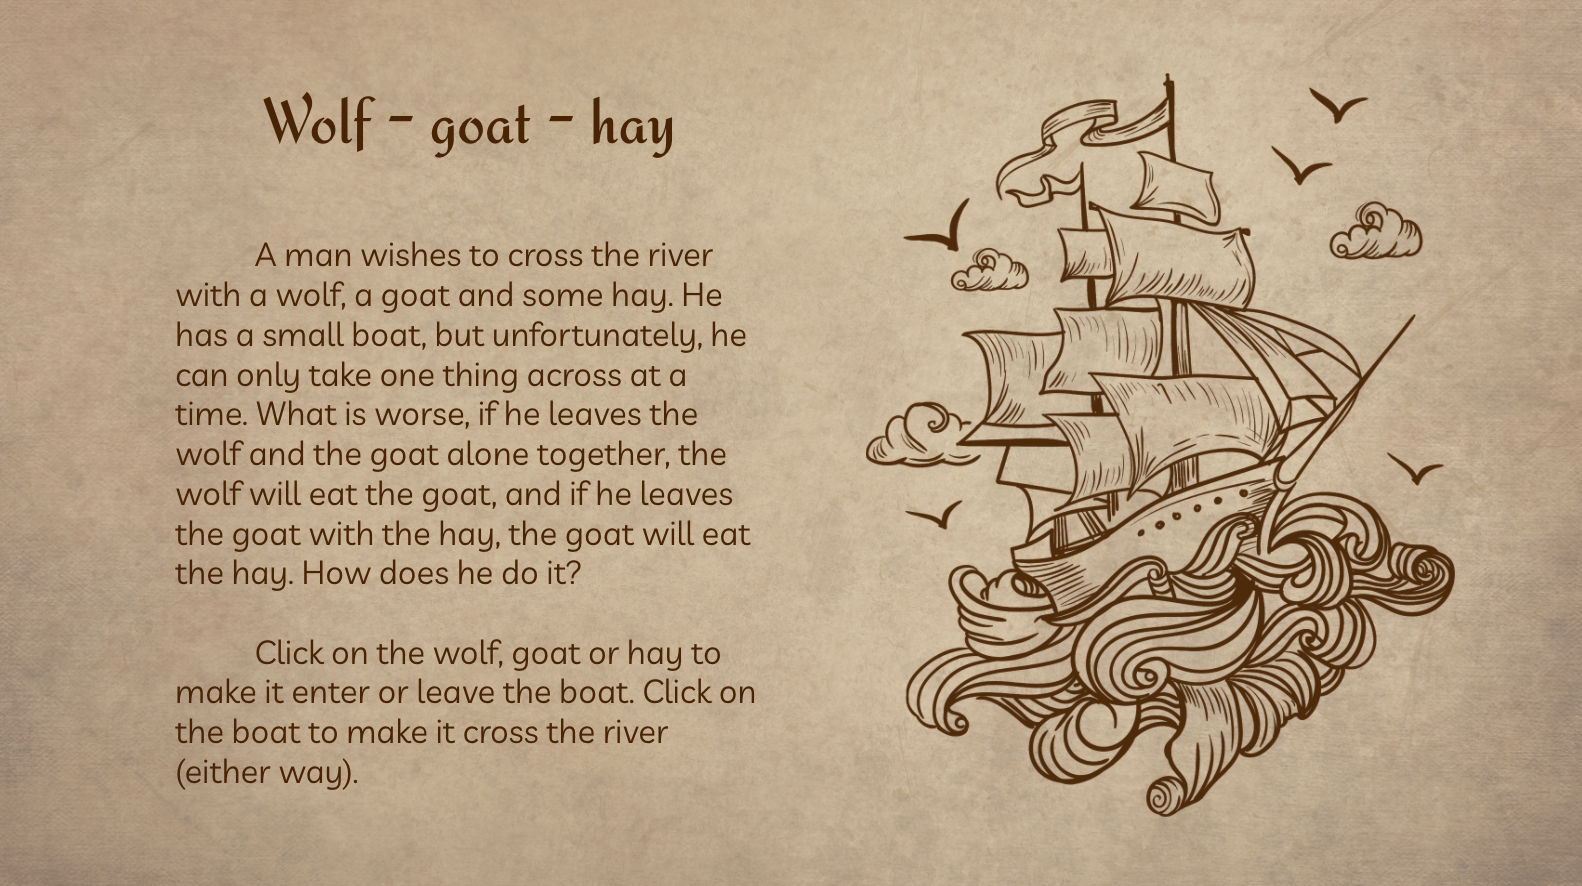 Wolf - goat - hay
A man wishes to cross the river
with a wolf, a goat and some hay. He
has a small boat, but unfortunately, he
can only take one thing across at a
time. What is worse, if he leaves the
wolf and the goat alone together, the
wolf will eat the goat, and if he leaves
the goat with the hay, the goat will eat
the hay. How does he do it?
Click on the wolf, goat or hay to
make it enter or leave the boat. Click on
the boat to make it cross the river
(either way).